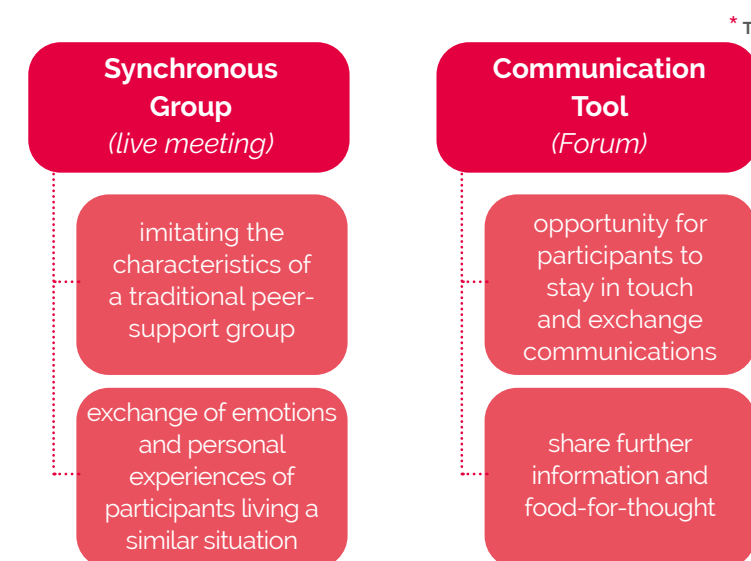 * T
Synchronous
Group
(live meeting)
imitating the
characteristics of
a traditional peer-
support group
exchange of emotions
and personal
experiences of
participants living a
similar situation
Communication
Tool
(Forum)
opportunity for
participants to
stay in touch
and exchange
communications
share further
information and
food-for-thought